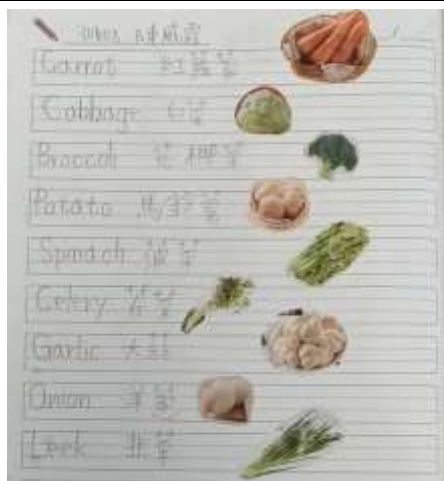 Carrot 紅蘿蔔
Cabbage 白菜
Broccoli 花椰菜
Potato 馬鈴薯
Spinach 菠菜
Celery 芹菜
Garlic 大蒜
Onion 洋蔥
Leek 韭菜